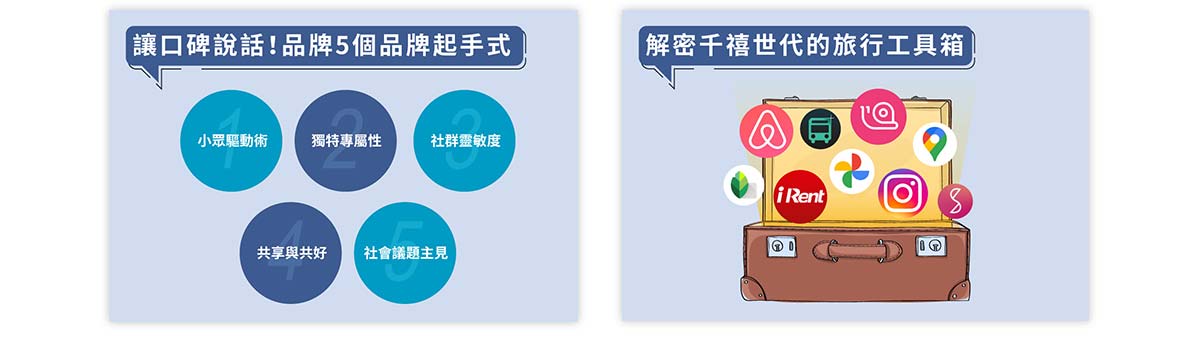 讓口碑說話！品牌5個品牌起手式
1
小眾驅動術
2
獨特專屬性
3
社群靈敏度
4
共享與共好
5
社會議題主見
解密千禧世代的旅行工具箱
iRent